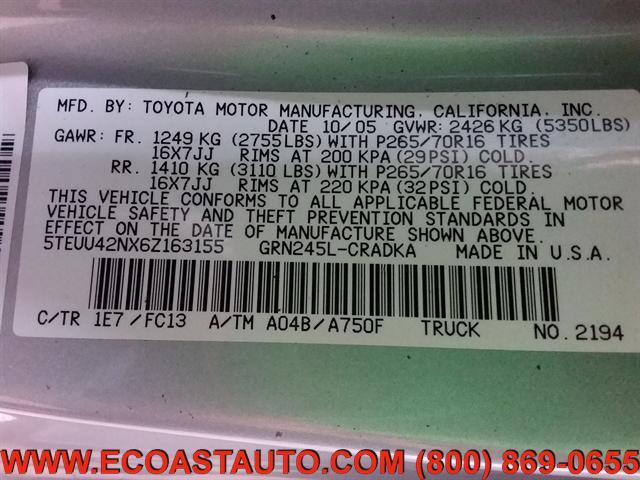 MFD. BY: TOYOTA MOTOR MANUFACTURING, CALIFORNIA, INC.
DATE 10/05 GVWR: 2426 KG (5350LBS)
GAWR: FR. 1249 KG (2755LBS) WITH P265/70R16 TIRES
16X7JJ RIMS AT 200 KPA (29PSI) COLD.
RR. 1410 KG (3110 LBS) WITH P265/70R16 TIRES
16X7JJ RIMS AT 220 KPA (32PSI) COLD.
THIS VEHICLE CONFORMS TO ALL APPLICABLE FEDERAL MOTOR
VEHICLE SAFETY AND THEFT PREVENTION STANDARDS IN
EFFECT ON THE DATE OF MANUFACTURE SHOWN ABOVE.
5TEUU42NX6Z163155 GRN245L-CRADKA MADE IN U.S.A.
C/TR 1E7 /FC13 A/TM A04B/A750F TRUCK NO. 2194
WWW.ECOASTAUTO.COM (800) 869-0655